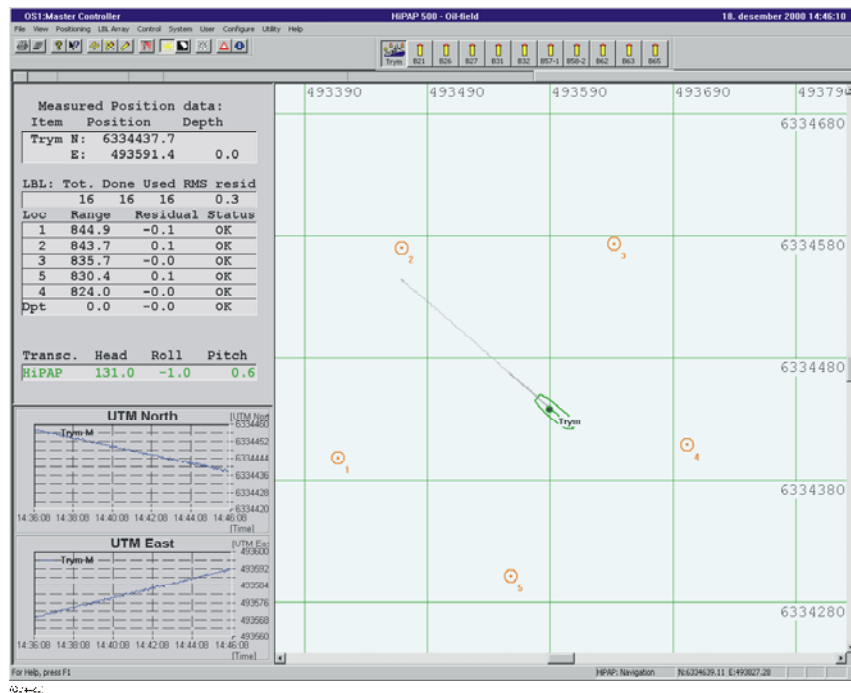 OS1:Master Controller HiPAP 500 - Oil-field 18. desember 2000 14:46:10
File View Positioning LBL Array Control System User Configure Utility Help
Trym B21 B26 B27 B31 B32 B57-1 B58-2 B62 B63 B65
Measured Position data:
Item Position Depth
Trym N: 6334437.7
E: 493591.4 0.0
LBL: Tot. Done Used RMS resid
16 16 16 0.3
Loc Range Residual Status
1 844.9 -0.1 OK
2 843.7 0.1 OK
3 835.7 -0.0 OK
5 830.4 0.1 OK
4 824.0 -0.0 OK
Dpt 0.0 -0.0 OK
Transc. Head Roll Pitch
HiPAP 131.0 -1.0 0.6
UTM North
[UTM Nort
Trym M
6334460
6334452
6334444
6334436
6334428
6334420
14:36:08 14:38:08 14:40:08 14:42:08 14:44:08 14:46:08
[Time]
UTM East
[UTM Eas
Trym M
493600
493592
493584
493576
493568
493560
14:36:08 14:38:08 14:40:08 14:42:08 14:44:08 14:46:08
[Time]
493390 493490 493590 493690 493790
6334680
6334580
2
3
6334480
Trym
4
1
6334380
5
6334280
For Help, press F1 HiPAP: Navigation N:6334639.11 E:493827.28